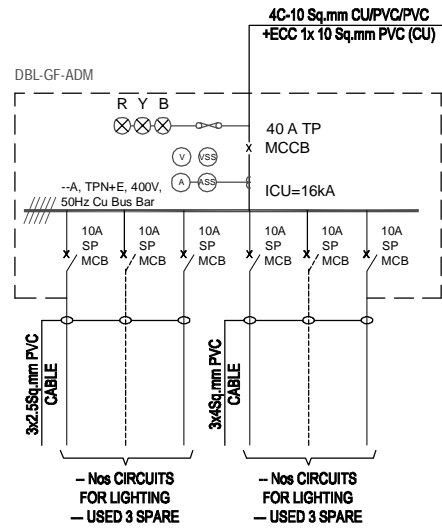 4C-10 Sq.mm CU/PVC/PVC
+ECC 1x 10 Sq.mm PVC (CU)
DBL-GF-ADM
R Y B
40 A TP
MCCB
V VSS
A ASS
ICU=16kA
--A, TPN+E, 400V,
50Hz Cu Bus Bar
10A
SP
MCB
10A
SP
MCB
10A
SP
MCB
10A
SP
MCB
10A
SP
MCB
10A
SP
MCB
3x2.5Sq.mm PVC
CABLE
3x4Sq.mm PVC
CABLE
-- Nos CIRCUITS
FOR LIGHTING
--- USED 3 SPARE
-- Nos CIRCUITS
FOR LIGHTING
--- USED 3 SPARE